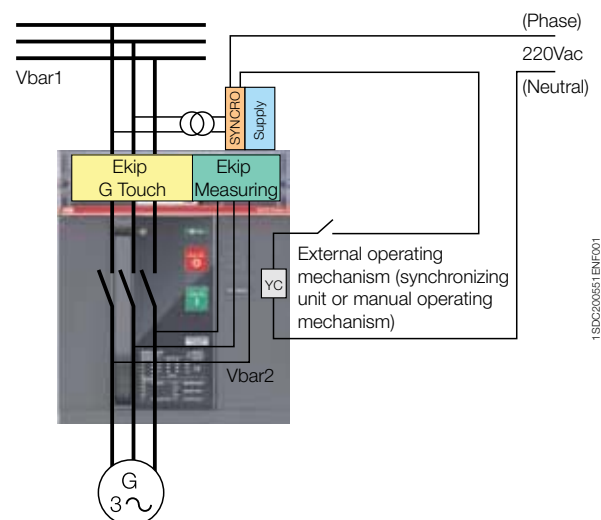 (Phase)
220Vac
(Neutral)
Vbar1
SYNCRO
Supply
Ekip
G Touch
Ekip
Measuring
External operating
mechanism (synchronizing
unit or manual operating
mechanism)
YC
Vbar2
G
3
1SDC200551ENF001